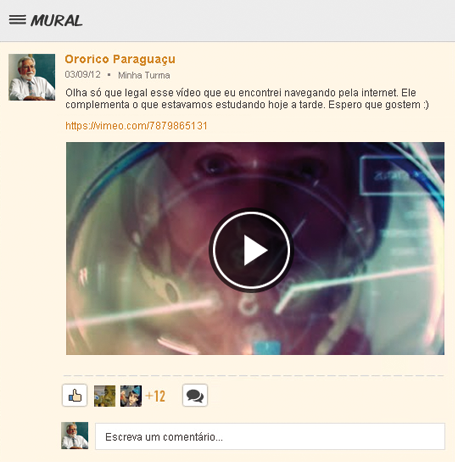 MURAL
Ororico Paraguaçu
03/09/12 • Minha Turma
Olha só que legal esse vídeo que eu encontrei navegando pela internet. Ele
complementa o que estavamos estudando hoje a tarde. Espero que gostem :)
https://vimeo.com/7879865131
+12
Escreva um comentário...